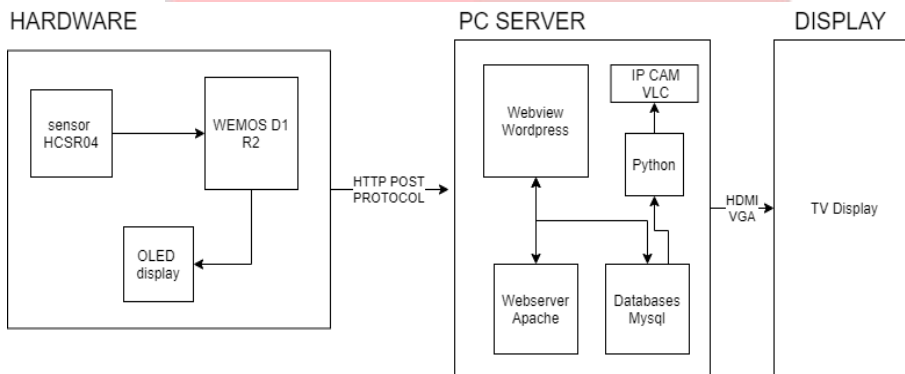 HARDWARE
PC SERVER
DISPLAY
sensor
HCSR04
WEMOS D1
R2
OLED
display
HTTP POST
PROTOCOL
Webview
Wordpress
IP CAM
VLC
Python
Webserver
Apache
Databases
Mysql
HDMI
VGA
TV Display